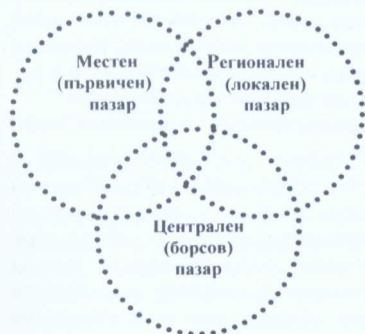 Местен
(първичен)
пазар
Регионален
(локален)
пазар
Централен
(борсов)
пазар